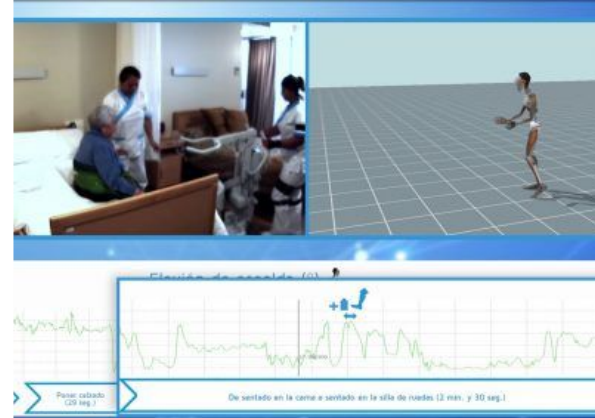 Flexión de espalda (º)
Poner calzado
(29 seg.)
De sentado en la cama a sentado en la silla de ruedas (2 min. y 30 seg.)